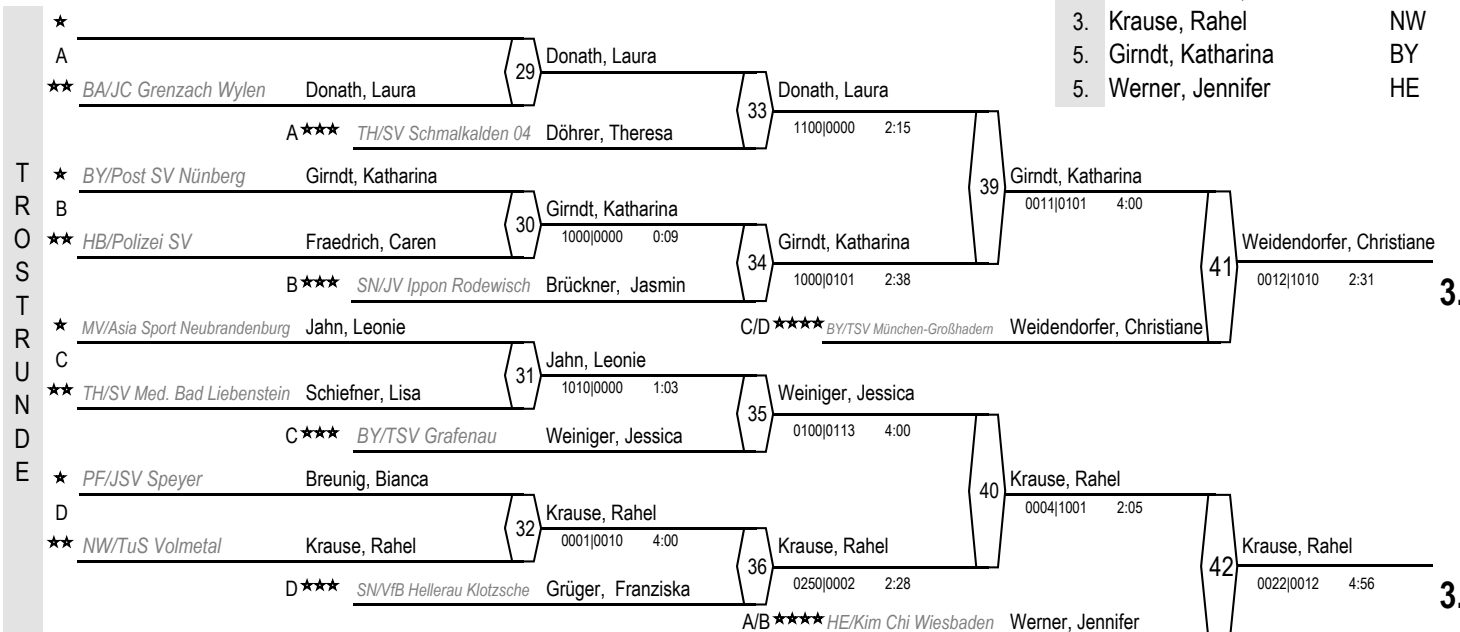 3. Krause, Rahel NW
5. Girndt, Katharina BY
5. Werner, Jennifer HE
TROSTRUNDE
A
29 Donath, Laura
BA/JC Grenzach Wylen Donath, Laura
33 Donath, Laura
1100|0000 2:15
A TH/SV Schmalkalden 04 Döhrer, Theresa
BY/Post SV Nünberg Girndt, Katharina
39 Girndt, Katharina
0011|0101 4:00
B
30 Girndt, Katharina
1000|0000 0:09
HB/Polizei SV Fraedrich, Caren
34 Girndt, Katharina
1000|0101 2:38
41 Weidendorfer, Christiane
0012|1010 2:31
3.
B SN/JV Ippon Rodewisch Brückner, Jasmin
MV/Asia Sport Neubrandenburg Jahn, Leonie
C/D BY/TSV München-Großhadern Weidendorfer, Christiane
C
31 Jahn, Leonie
1010|0000 1:03
TH/SV Med. Bad Liebenstein Schiefner, Lisa
35 Weiniger, Jessica
0100|0113 4:00
C BY/TSV Grafenau Weiniger, Jessica
PF/JSV Speyer Breunig, Bianca
40 Krause, Rahel
0004|1001 2:05
D
32 Krause, Rahel
0001|0010 4:00
NW/TuS Volmetal Krause, Rahel
36 Krause, Rahel
0250|0002 2:28
42 Krause, Rahel
0022|0012 4:56
3.
D SN/VfB Hellerau Klotzsche Grüger, Franziska
A/B HE/Kim Chi Wiesbaden Werner, Jennifer